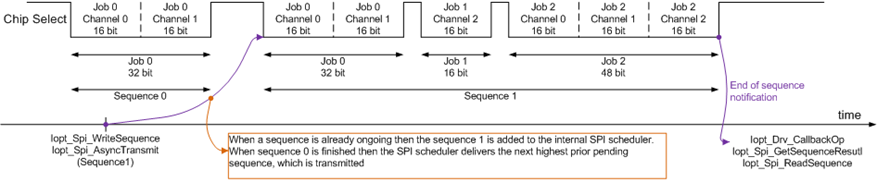 Chip Select
Job 0 Job 0 Job 0 Job 0 Job 1 Job 2 Job 2 Job 2
Channel 0 Channel 1 Channel 0 Channel 1 Channel 2 Channel 0 Channel 1 Channel 2
16 bit 16 bit 16 bit 16 bit 16 bit 16 bit 16 bit 16 bit
Job 0 Job 0 Job 1 Job 2
32 bit 32 bit 16 bit 48 bit
Sequence 0 Sequence 1
End of sequence
notification
time
Iopt_Spi_WriteSequence
Iopt_Spi_AsyncTransmit
(Sequence1)
When a sequence is already ongoing then the sequence 1 is added to the internal SPI scheduler.
When sequence 0 is finished then the SPI scheduler delivers the next highest prior pending
sequence, which is transmitted
Iopt_Drv_CallbackOp
Iopt_Spi_GetSequenceResutl
Iopt_Spi_ReadSequence